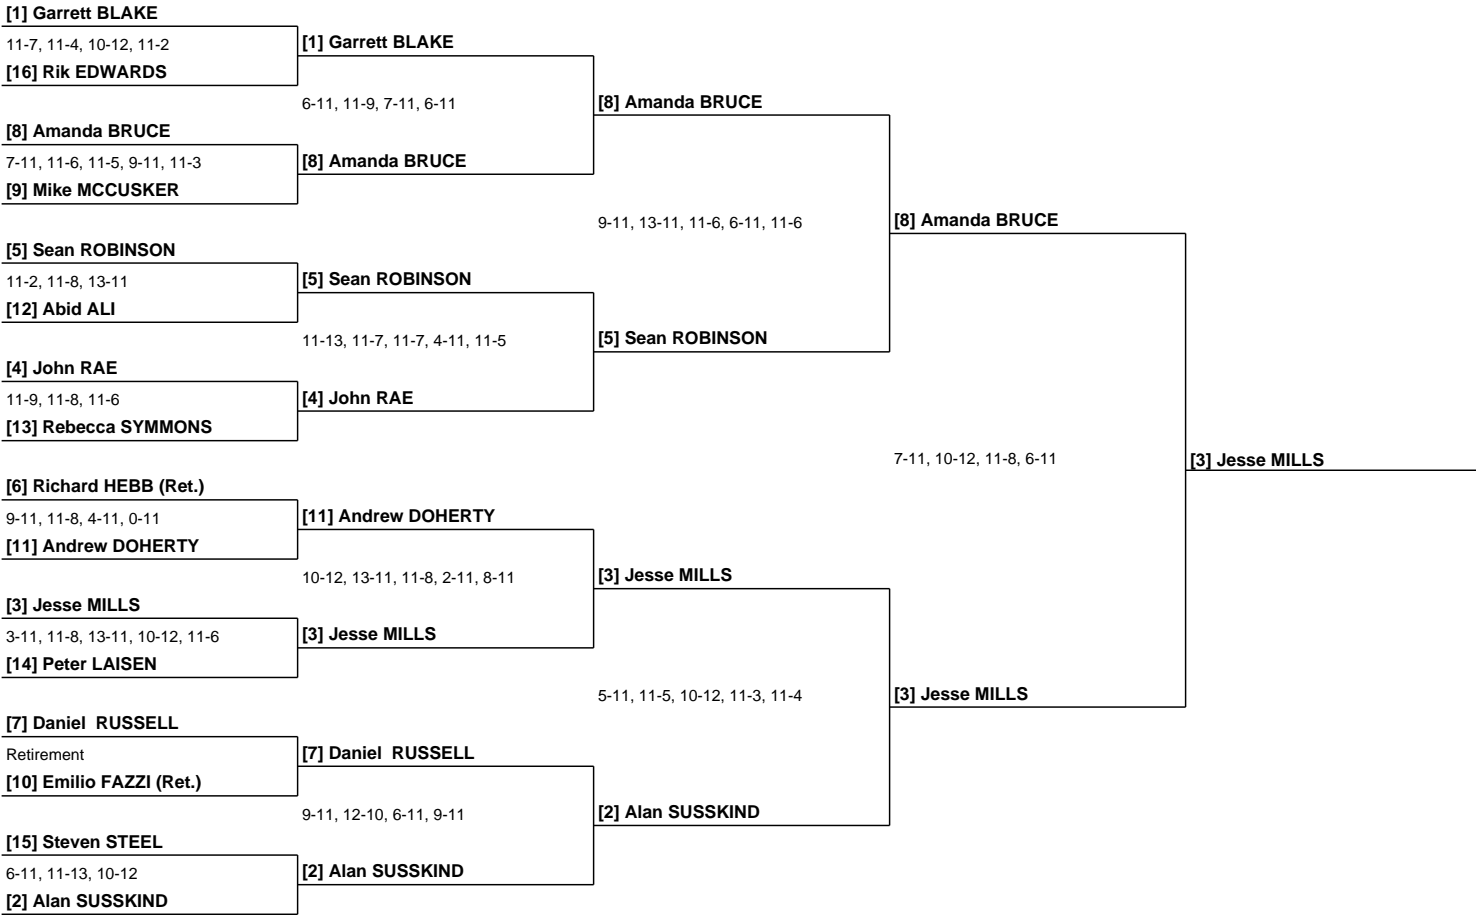 [1] Garrett BLAKE
11-7, 11-4, 10-12, 11-2
[16] Rik EDWARDS
[8] Amanda BRUCE
7-11, 11-6, 11-5, 9-11, 11-3
[9] Mike MCCUSKER
[5] Sean ROBINSON
11-2, 11-8, 13-11
[12] Abid ALI
[4] John RAE
11-9, 11-8, 11-6
[13] Rebecca SYMMONS
[6] Richard HEBB (Ret.)
9-11, 11-8, 4-11, 0-11
[11] Andrew DOHERTY
[3] Jesse MILLS
3-11, 11-8, 13-11, 10-12, 11-6
[14] Peter LAISEN
[7] Daniel  RUSSELL
Retirement
[10] Emilio FAZZI (Ret.)
[15] Steven STEEL
6-11, 11-13, 10-12
[2] Alan SUSSKIND
[1] Garrett BLAKE
6-11, 11-9, 7-11, 6-11
[8] Amanda BRUCE
[5] Sean ROBINSON
11-13, 11-7, 11-7, 4-11, 11-5
[4] John RAE
[11] Andrew DOHERTY
10-12, 13-11, 11-8, 2-11, 8-11
[3] Jesse MILLS
[7] Daniel  RUSSELL
9-11, 12-10, 6-11, 9-11
[2] Alan SUSSKIND
[8] Amanda BRUCE
9-11, 13-11, 11-6, 6-11, 11-6
[5] Sean ROBINSON
[3] Jesse MILLS
5-11, 11-5, 10-12, 11-3, 11-4
[2] Alan SUSSKIND
[8] Amanda BRUCE
7-11, 10-12, 11-8, 6-11
[3] Jesse MILLS
[3] Jesse MILLS